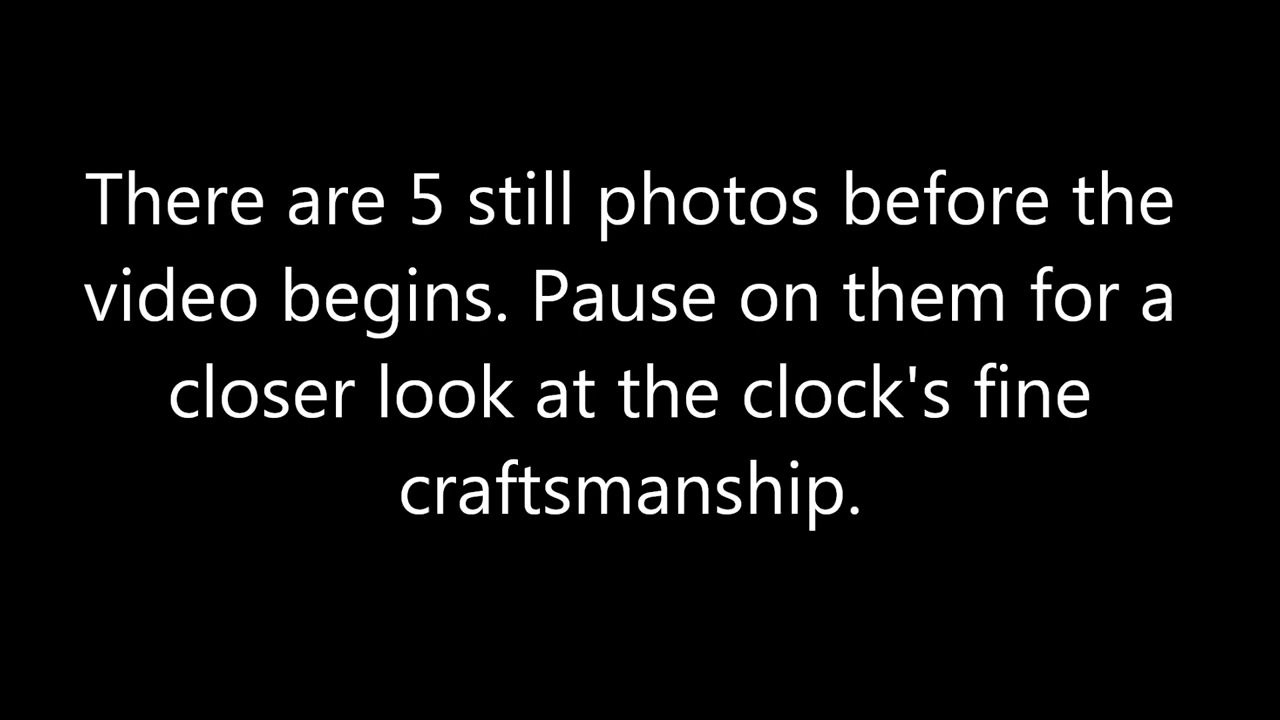 There are 5 still photos before the
video begins. Pause on them for a
closer look at the clock's fine
craftsmanship.